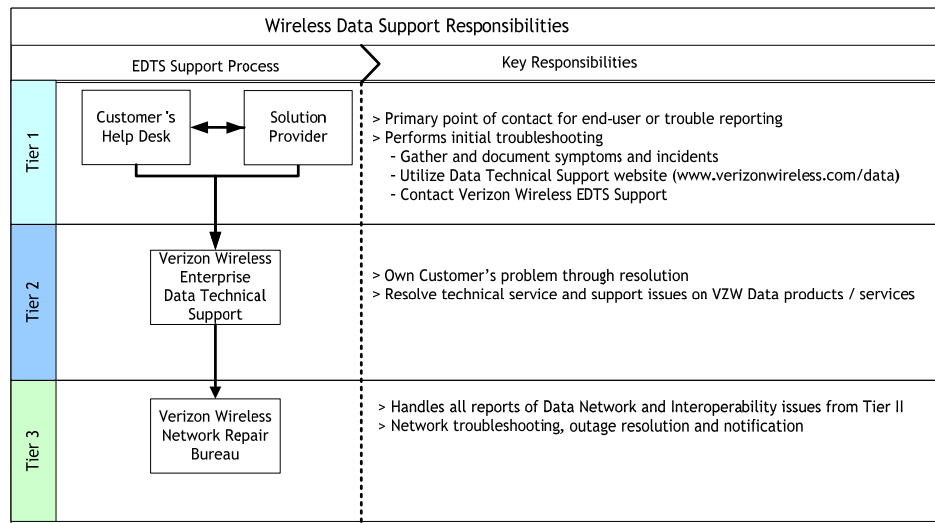 Wireless Data Support Responsibilities
EDTS Support Process
Key Responsibilities
Tier 1
Customer's
Help Desk
Solution
Provider
> Primary point of contact for end-user or trouble reporting
> Performs initial troubleshooting
- Gather and document symptoms and incidents
- Utilize Data Technical Support website (www.verizonwireless.com/data)
- Contact Verizon Wireless EDTS Support
Tier 2
Verizon Wireless
Enterprise
Data Technical
Support
> Own Customer's problem through resolution
> Resolve technical service and support issues on VZW Data products / services
Tier 3
Verizon Wireless
Network Repair
Bureau
> Handles all reports of Data Network and Interoperability issues from Tier II
> Network troubleshooting, outage resolution and notification